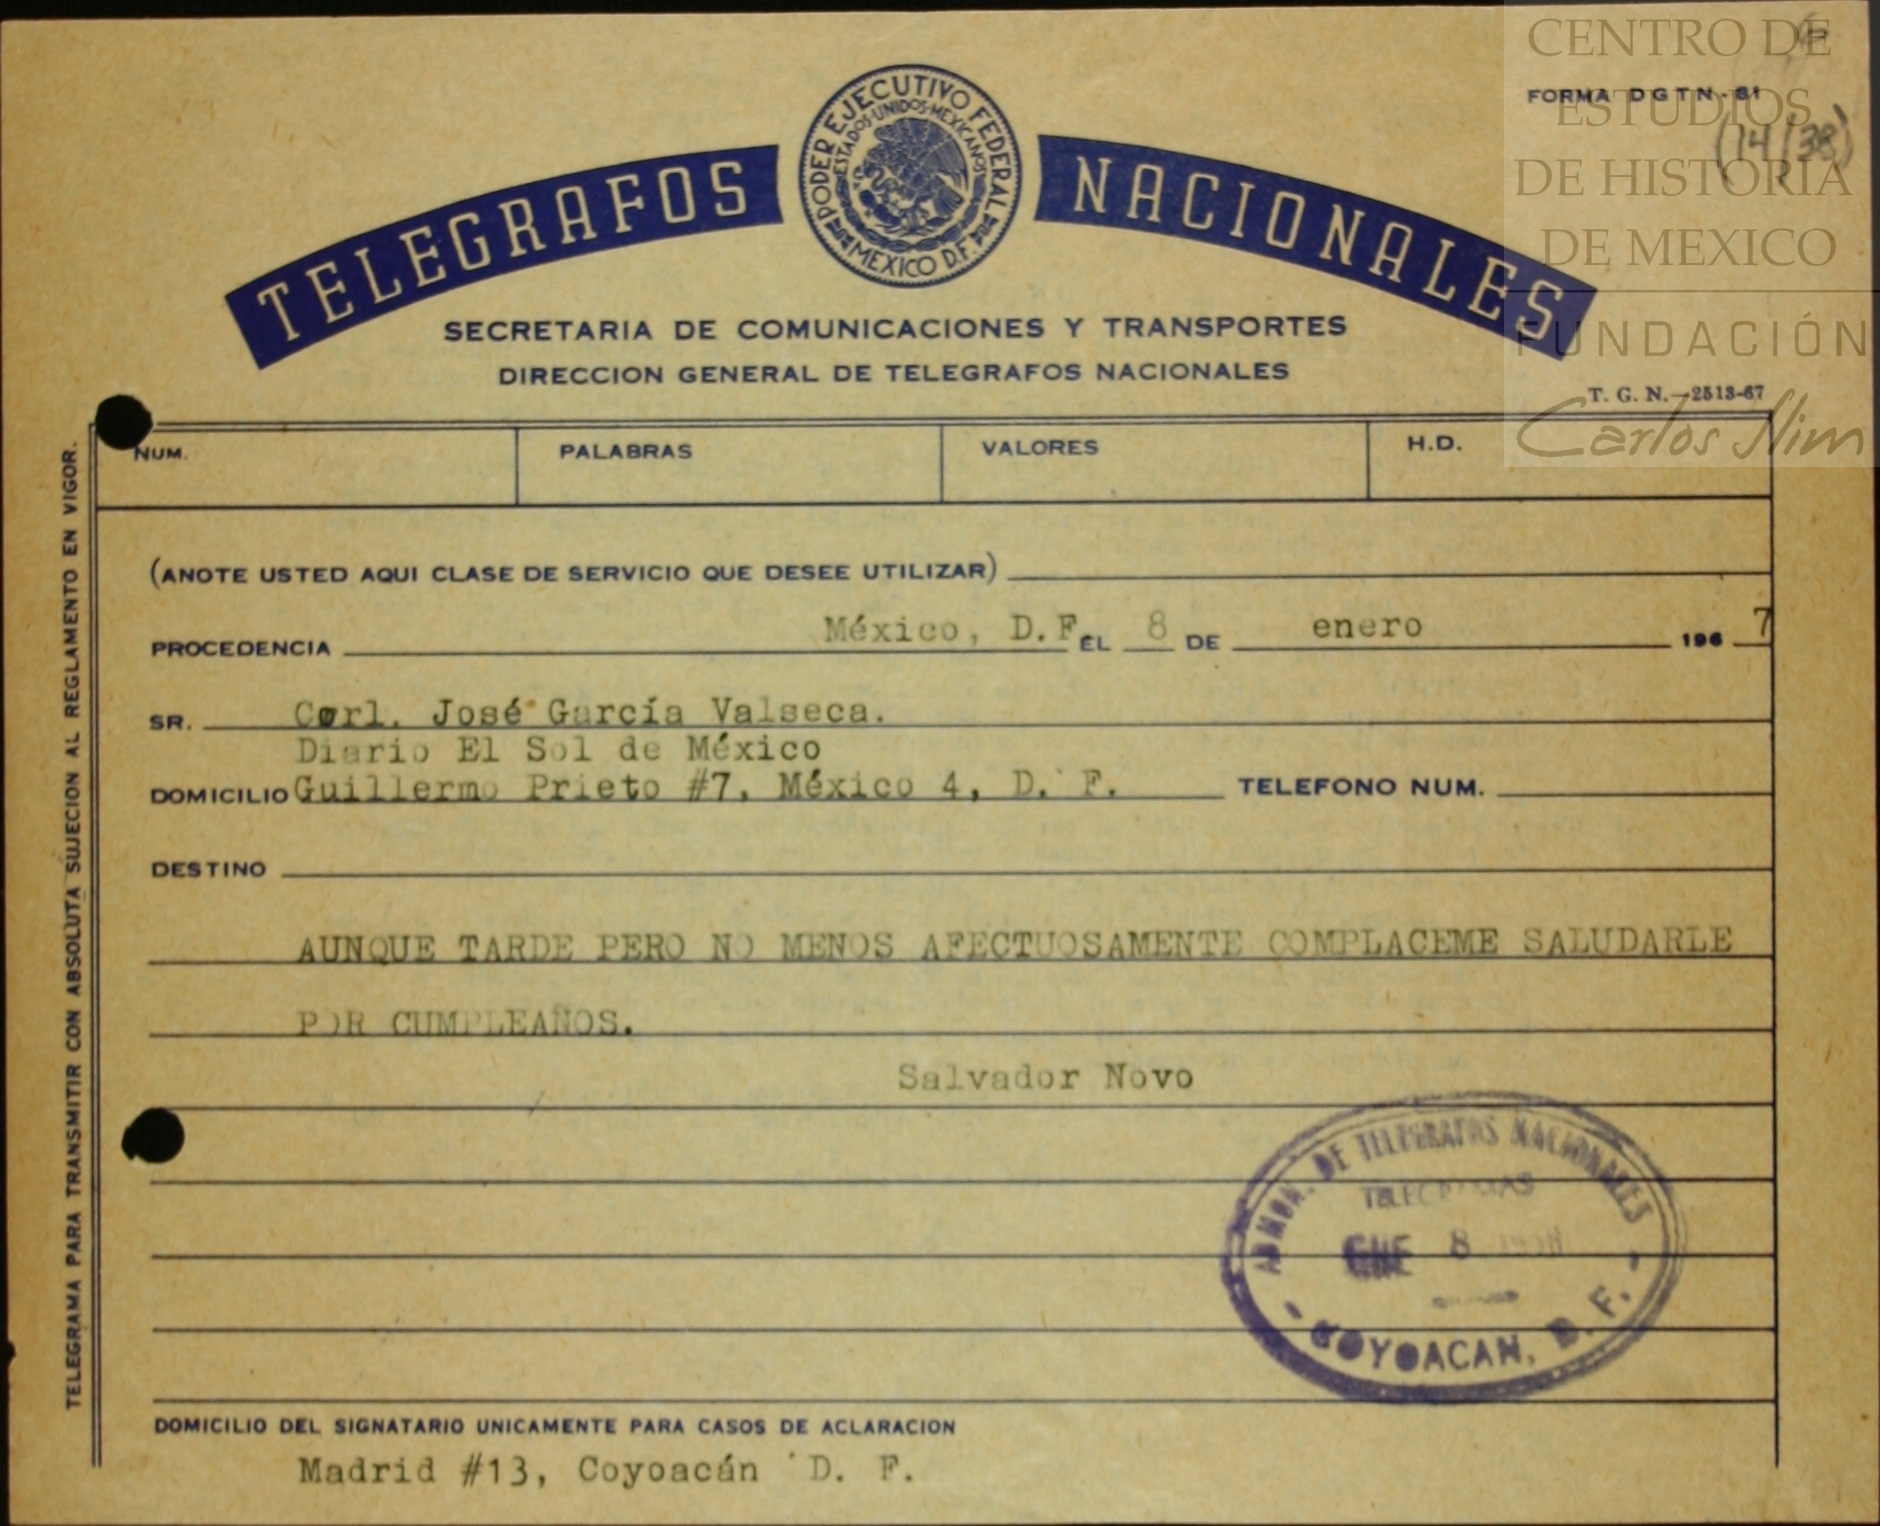 CENTRO DE
ESTUDIOS
DE HISTORIA
DE MEXICO
FUNDACIÓN
Carlos Slim
FORMA DGTN-81
(14/38)
PODER EJECUTIVO FEDERAL
ESTADOS-UNIDOS-MEXICANOS
MEXICO D.F.
TELEGRAFOS NACIONALES
SECRETARIA DE COMUNICACIONES Y TRANSPORTES
DIRECCION GENERAL DE TELEGRAFOS NACIONALES
T. G. N.—2513-67
NUM. PALABRAS VALORES H.D.
(ANOTE USTED AQUI CLASE DE SERVICIO QUE DESEE UTILIZAR)
PROCEDENCIA México, D.F. EL 8 DE enero 196 7
SR. Corl. José García Valseca.
Diario El Sol de México
DOMICILIO Guillermo Prieto #7, México 4, D. F. TELEFONO NUM.
DESTINO
AUNQUE TARDE PERO NO MENOS AFECTUOSAMENTE COMPLACEME SALUDARLE
POR CUMPLEAÑOS.
Salvador Novo
ADMON. DE TELEGRAFOS NACIONALES
TELEGRAMAS
ENE 8
- COYOACAN, D. F. -
DOMICILIO DEL SIGNATARIO UNICAMENTE PARA CASOS DE ACLARACION
Madrid #13, Coyoacán D. F.
TELEGRAMA PARA TRANSMITIR CON ABSOLUTA SUJECION AL REGLAMENTO EN VIGOR.